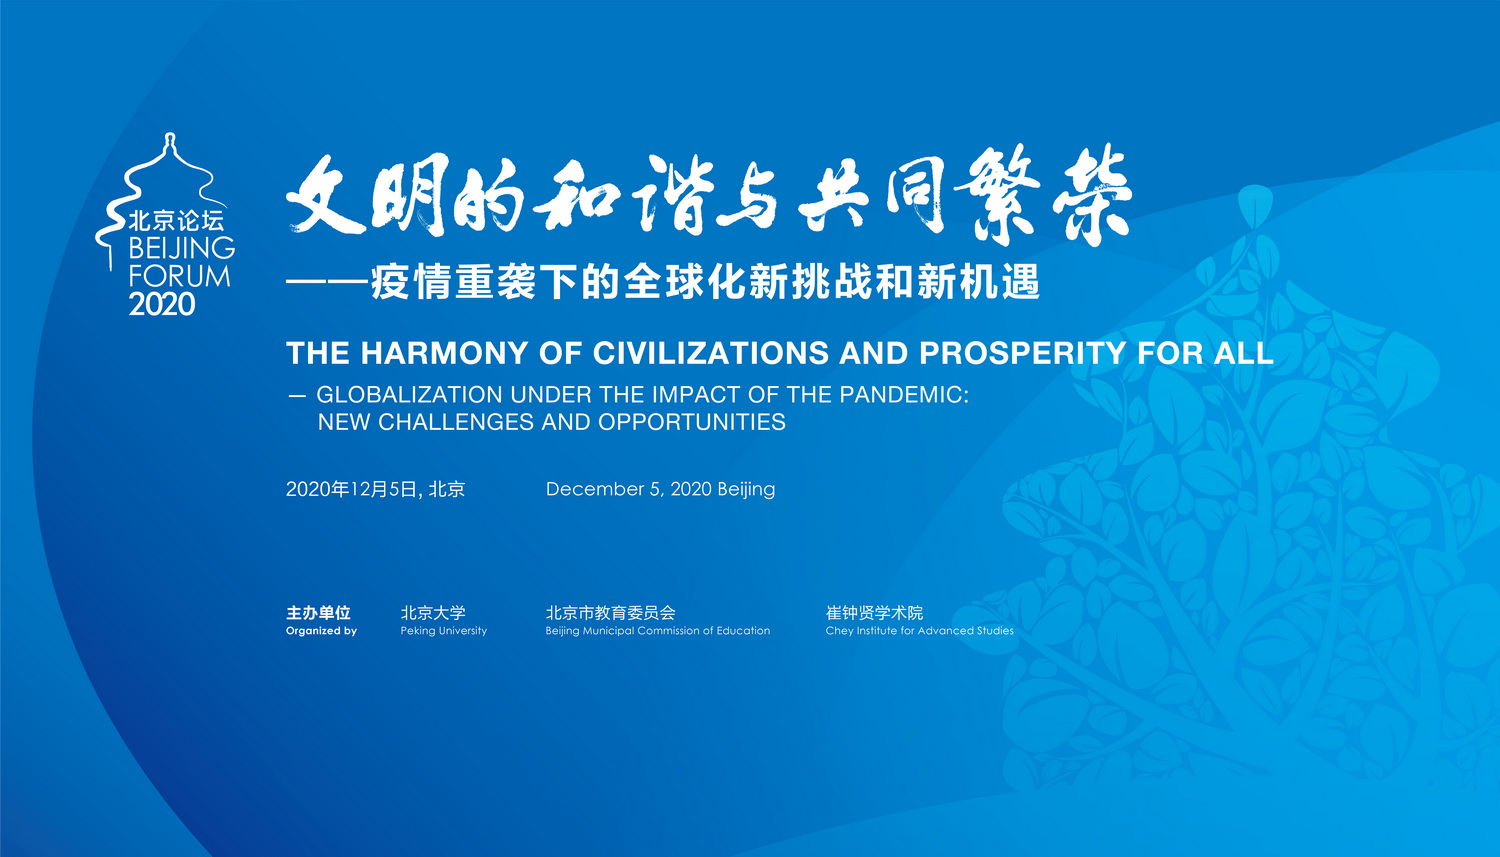 北京论坛
BEIJING
FORUM
2020
文明的和谐与共同繁荣
——疫情重袭下的全球化新挑战和新机遇
THE HARMONY OF CIVILIZATIONS AND PROSPERITY FOR ALL
— GLOBALIZATION UNDER THE IMPACT OF THE PANDEMIC:
NEW CHALLENGES AND OPPORTUNITIES
2020年12月5日, 北京 December 5, 2020 Beijing
主办单位 北京大学 北京市教育委员会 崔钟贤学术院
Organized by Peking University Beijing Municipal Commission of Education Chey Institute for Advanced Studies